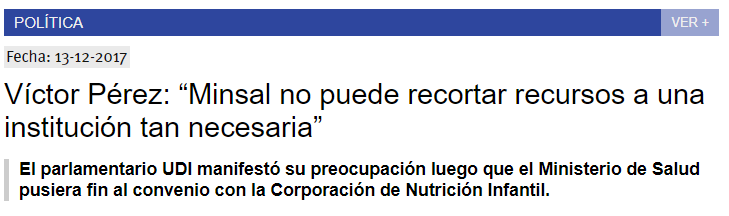 POLÍTICA
VER +
Fecha: 13-12-2017
Víctor Pérez: “Minsal no puede recortar recursos a una
institución tan necesaria”
El parlamentario UDI manifestó su preocupación luego que el Ministerio de Salud
pusiera fin al convenio con la Corporación de Nutrición Infantil.